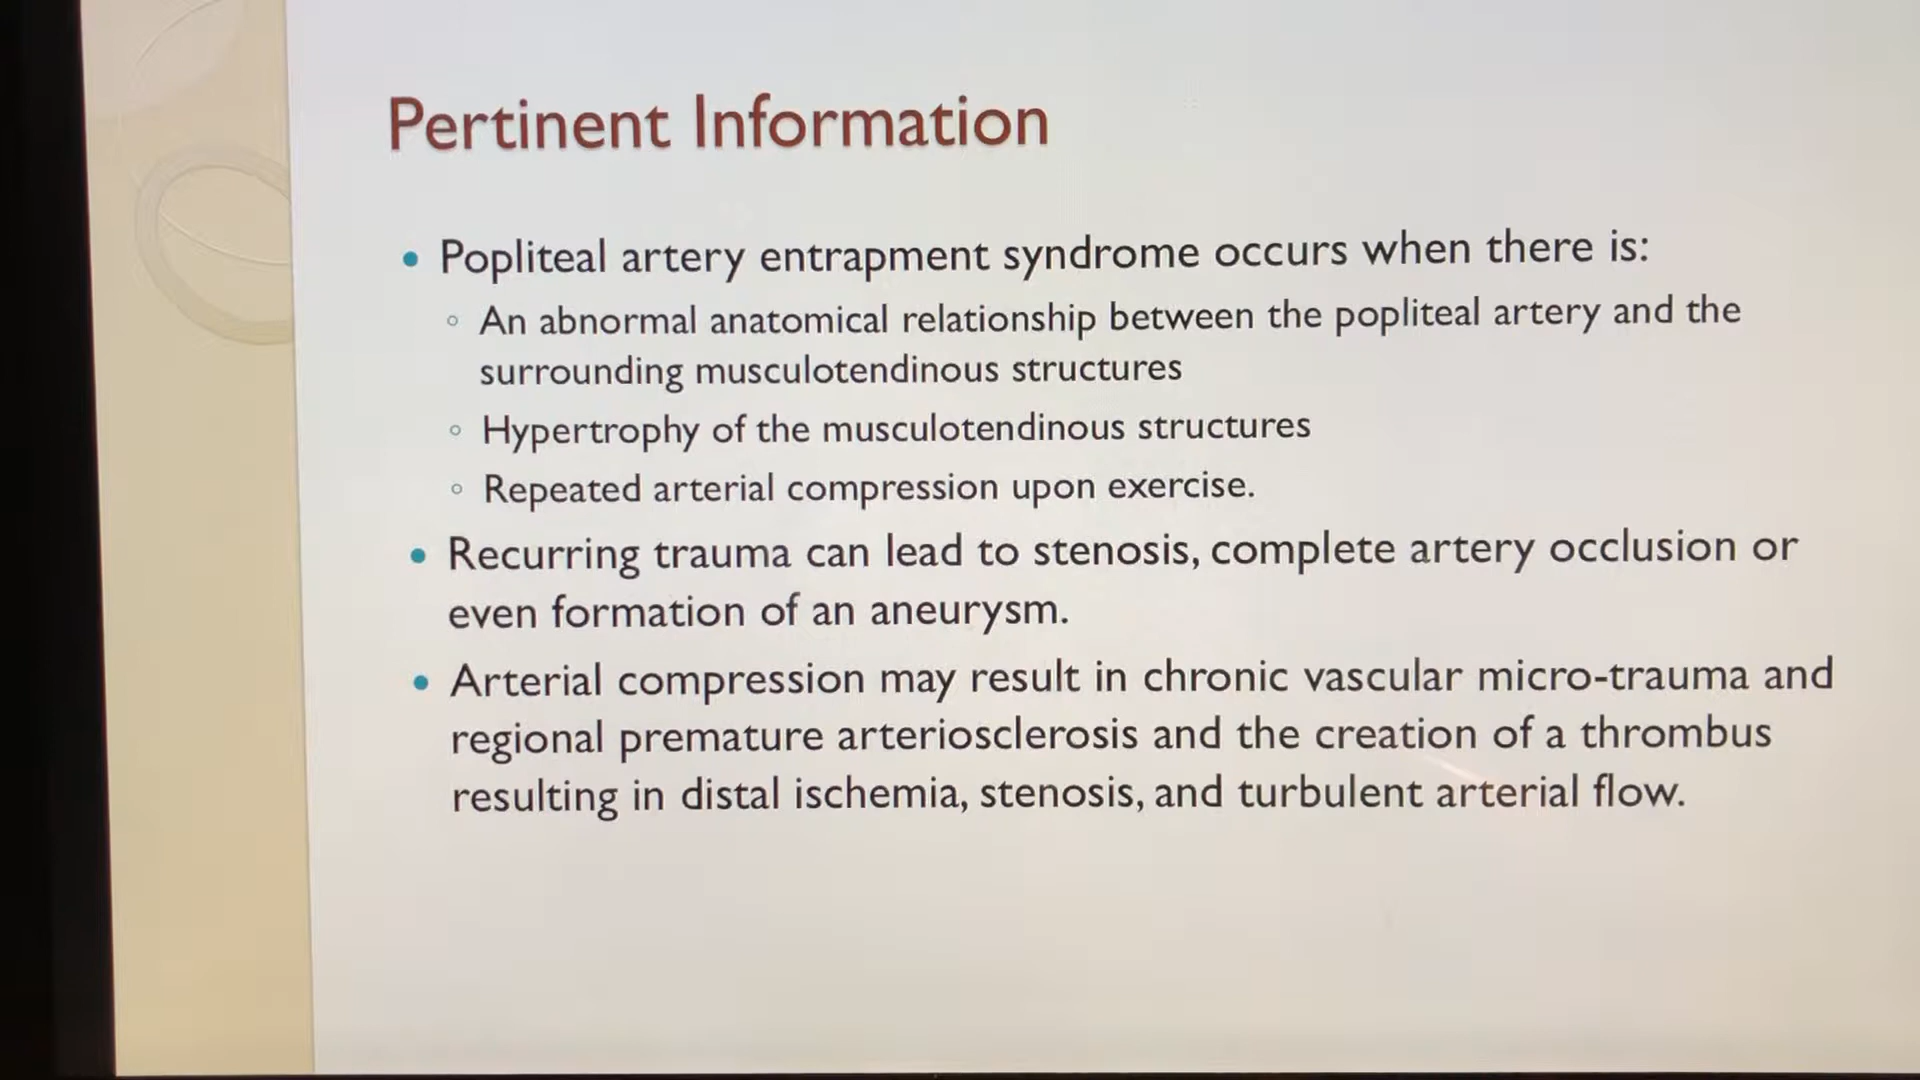 Pertinent Information
• Popliteal artery entrapment syndrome occurs when there is:
◦ An abnormal anatomical relationship between the popliteal artery and the
surrounding musculotendinous structures
◦ Hypertrophy of the musculotendinous structures
◦ Repeated arterial compression upon exercise.
• Recurring trauma can lead to stenosis, complete artery occlusion or
even formation of an aneurysm.
• Arterial compression may result in chronic vascular micro-trauma and
regional premature arteriosclerosis and the creation of a thrombus
resulting in distal ischemia, stenosis, and turbulent arterial flow.